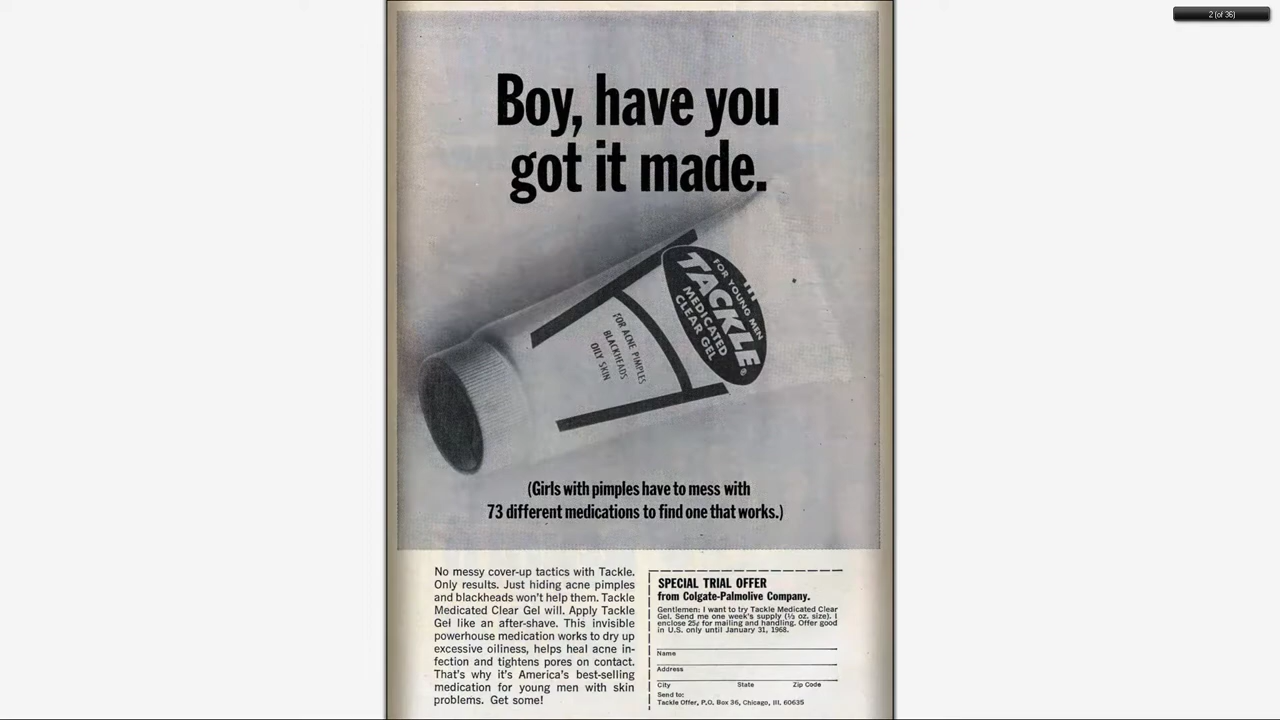 2 (of 36)
Boy, have you
got it made.
FOR YOUNG MEN
TACKLE®
MEDICATED
CLEAR GEL
FOR ACNE PIMPLES
BLACKHEADS
OILY SKIN
(Girls with pimples have to mess with
73 different medications to find one that works.)
No messy cover-up tactics with Tackle.
Only results. Just hiding acne pimples
and blackheads won't help them. Tackle
Medicated Clear Gel will. Apply Tackle
Gel like an after-shave. This invisible
powerhouse medication works to dry up
excessive oiliness, helps heal acne in-
fection and tightens pores on contact.
That's why it's America's best-selling
medication for young men with skin
problems. Get some!
SPECIAL TRIAL OFFER
from Colgate-Palmolive Company.
Gentlemen: I want to try Tackle Medicated Clear
Gel. Send me one week's supply (½ oz. size). I
enclose 25¢ for mailing and handling. Offer good
in U.S. only until January 31, 1968.
Name
Address
City State Zip Code
Send to:
Tackle Offer, P.O. Box 36, Chicago, Ill. 60635